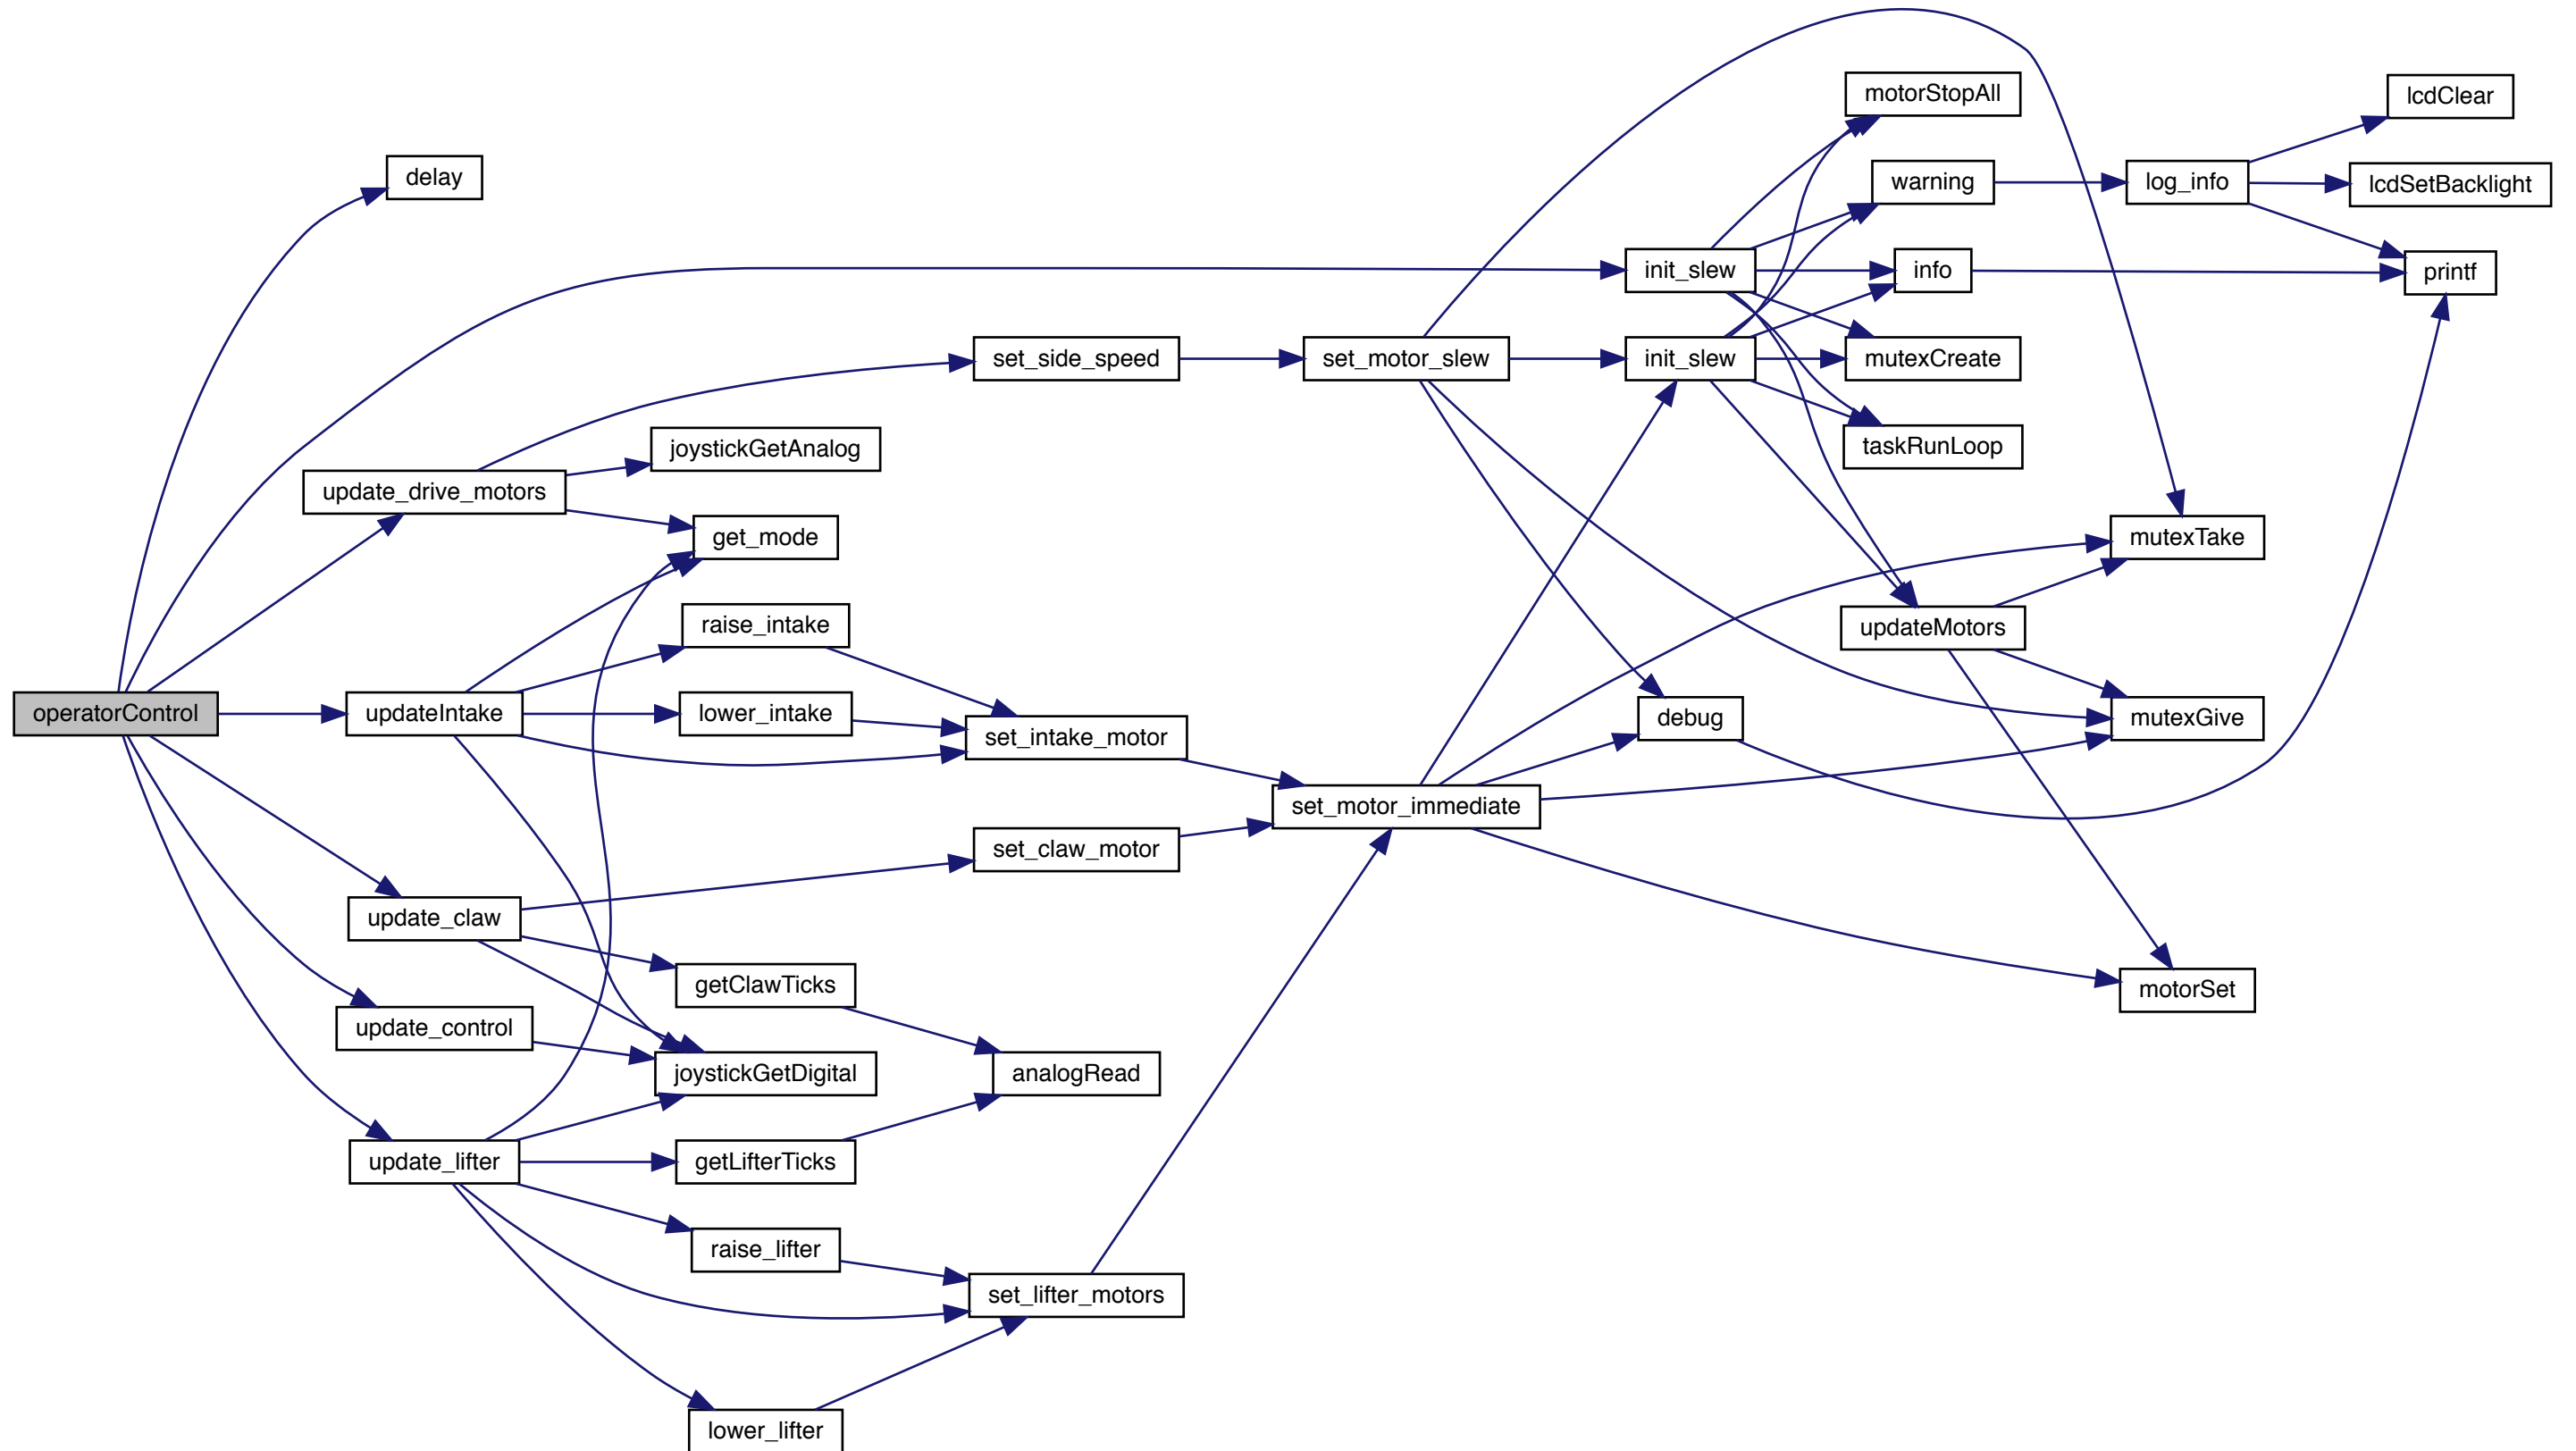 motorStopAll
lcdClear
delay
warning
log_info
lcdSetBacklight
init_slew
info
printf
set_side_speed
set_motor_slew
init_slew
mutexCreate
joystickGetAnalog
taskRunLoop
update_drive_motors
get_mode
mutexTake
raise_intake
updateMotors
operatorControl
updateIntake
lower_intake
debug
mutexGive
set_intake_motor
set_motor_immediate
set_claw_motor
update_claw
getClawTicks
motorSet
update_control
joystickGetDigital
analogRead
update_lifter
getLifterTicks
raise_lifter
set_lifter_motors
lower_lifter